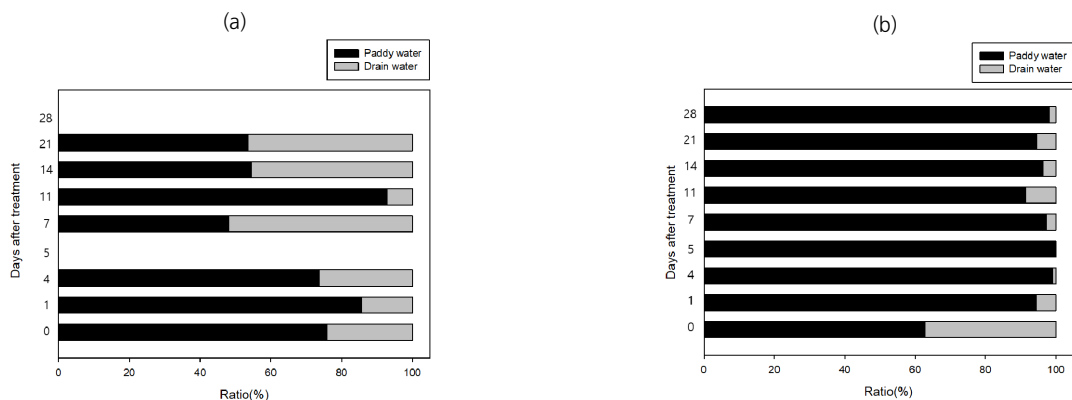 (a)
Paddy water
Drain water
28
21
14
11
7
5
4
1
0
Days after treatment
0 20 40 60 80 100
Ratio(%)
(b)
Paddy water
Drain water
28
21
14
11
7
5
4
1
0
Days after treatment
0 20 40 60 80 100
Ratio(%)